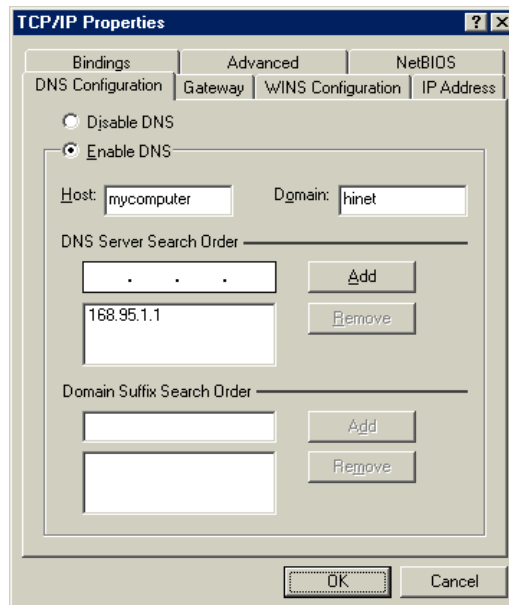 TCP/IP Properties
Bindings Advanced NetBIOS
DNS Configuration Gateway WINS Configuration IP Address
Disable DNS
Enable DNS
Host: mycomputer Domain: hinet
DNS Server Search Order
. . . Add
168.95.1.1 Remove
Domain Suffix Search Order
Add
Remove
OK Cancel